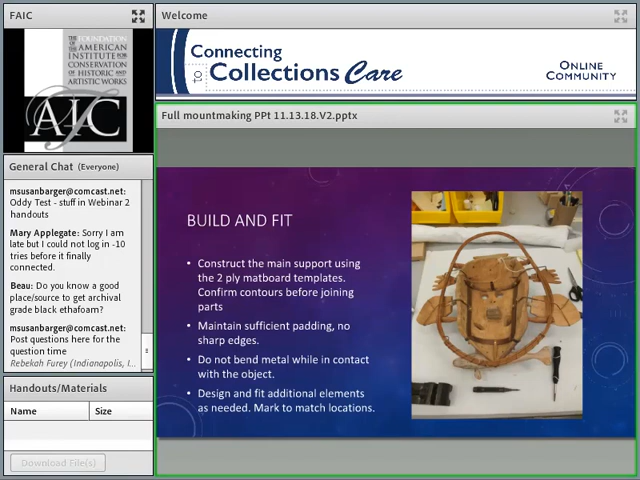 FAIC
THE FOUNDATION
OF THE
AMERICAN
INSTITUTE FOR
CONSERVATION
OF HISTORIC AND
ARTISTIC WORKS
AIC
General Chat (Everyone)
msusanbarger@comcast.net:
Oddy Test - stuff in Webinar 2
handouts
Mary Applegate: Sorry I am
late but I could not log in -10
tries before it finally
connected.
Beau: Do you know a good
place/source to get archival
grade black ethafoam?
msusanbarger@comcast.net:
Post questions here for the
question time
Rebekah Furey (Indianapolis, I...
Handouts/Materials
Name Size
Download File(s)
Welcome
Connecting
to Collections Care
ONLINE
COMMUNITY
Full mountmaking PPt 11.13.18.V2.pptx
BUILD AND FIT
• Construct the main support using
the 2 ply matboard templates.
Confirm contours before joining
parts
• Maintain sufficient padding, no
sharp edges.
• Do not bend metal while in contact
with the object.
• Design and fit additional elements
as needed. Mark to match locations.